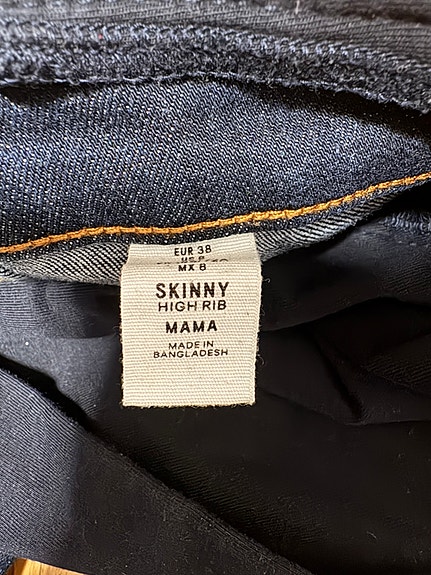 EUR 38
MX 8
SKINNY
HIGH RIB
MAMA
MADE IN
BANGLADESH